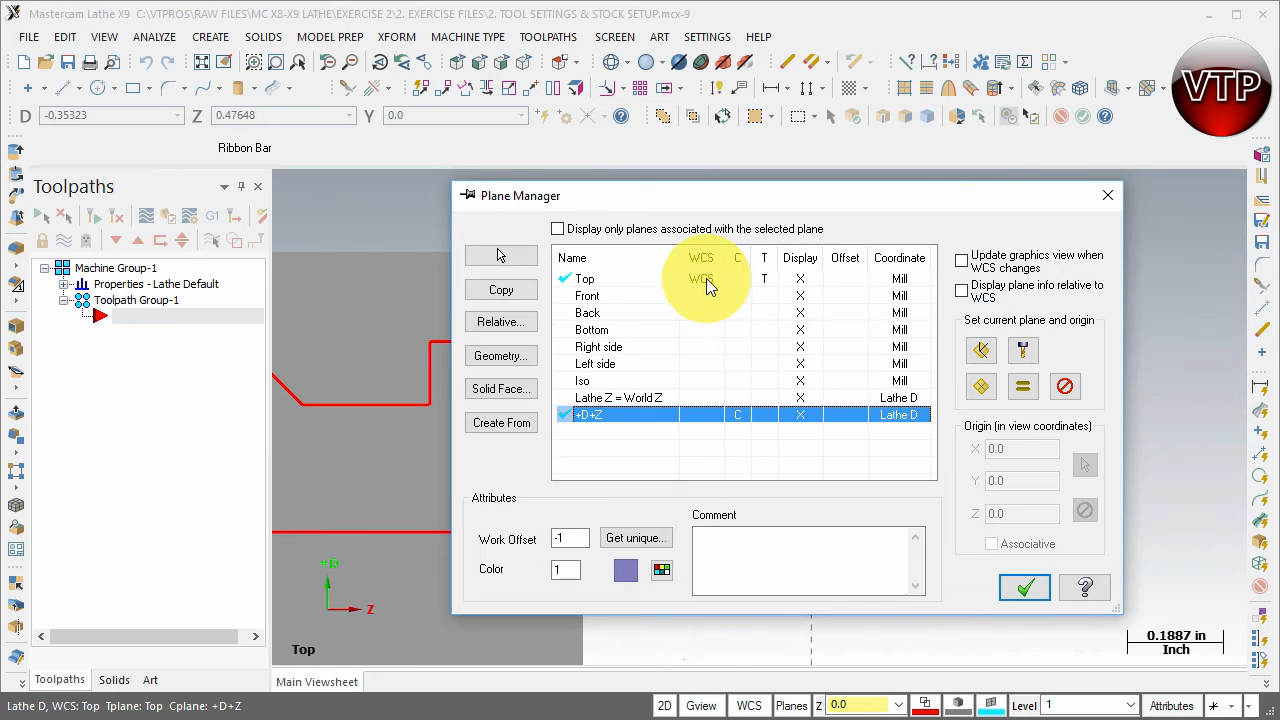 Mastercam Lathe X9 C:\VTPROS\RAW FILES\MC X8-X9 LATHE\EXERCISE 2\2. EXERCISE FILES\2. TOOL SETTINGS & STOCK SETUP.mcx-9
FILE EDIT VIEW ANALYZE CREATE SOLIDS MODEL PREP XFORM MACHINE TYPE TOOLPATHS SCREEN ART SETTINGS HELP
VTP
D -0.35323 Z 0.47648 Y 0.0
Ribbon Bar
Toolpaths
Plane Manager
Display only planes associated with the selected plane
Name WCS C T Display Offset Coordinate
Top WCS T X Mill
Front X Mill
Back X Mill
Bottom X Mill
Right side X Mill
Left side X Mill
Iso X Mill
Lathe Z = World Z X Lathe D
+D+Z C X Lathe D
Copy
Relative...
Geometry...
Solid Face...
Create From
Update graphics view when
WCS changes
Display plane info relative to
WCS
Set current plane and origin
Origin (in view coordinates)
X 0.0
Y 0.0
Z 0.0
Associative
Attributes
Work Offset -1 Get unique...
Color 1
Comment
Machine Group-1
Properties - Lathe Default
Toolpath Group-1
G1
+R
Z
Top
0.1887 in
Inch
Toolpaths Solids Art
Main Viewsheet
Lathe D, WCS: Top Tplane: Top Cplane: +D+Z
2D Gview WCS Planes Z 0.0 Level 1 Attributes